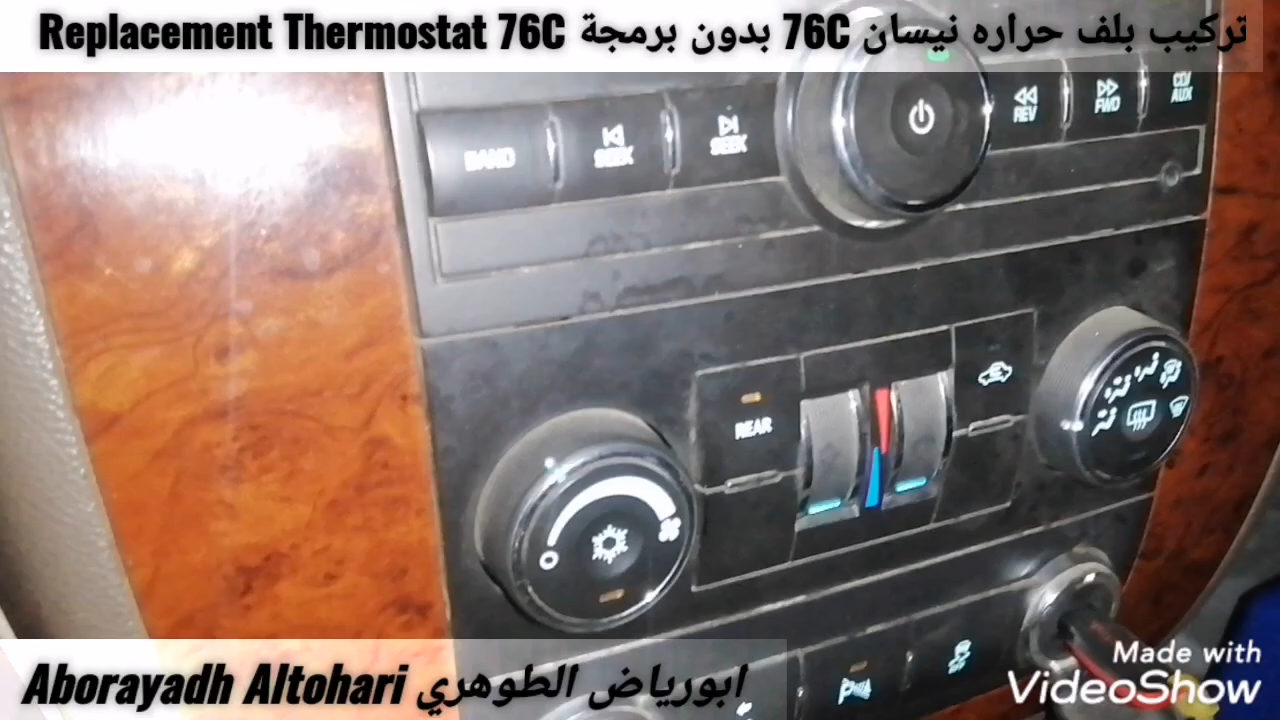 Replacement Thermostat 76C تركيب بلف حراره نيسان 76C بدون برمجة
BAND
SEEK
SEEK
REV
FWD
CD/
AUX
REAR
Aborayadh Altohari ابورياض الطوهري
Made with
VideoShow